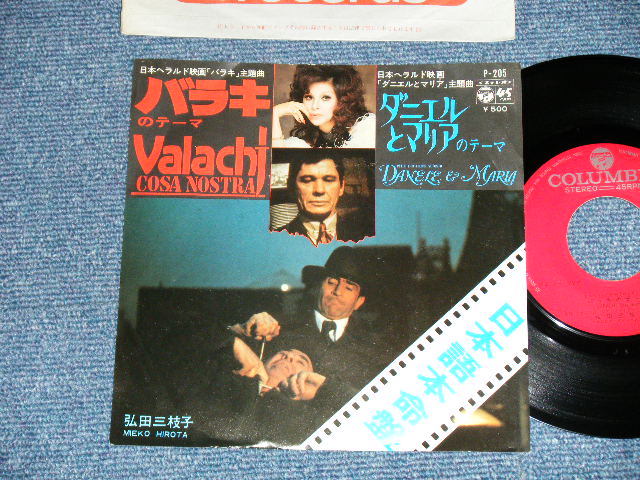 records
日本ヘラルド映画「バラキ」主題曲
バラキ
のテーマ
Valachi
COSA NOSTRA
日本ヘラルド映画
「ダニエルとマリア」主題曲
ダニエル
とマリアのテーマ
DANIELE E MARIA
P-205
45
¥500
日本語本命盤
弘田三枝子
MIEKO HIROTA
COLUMBI
STEREO
45RPM